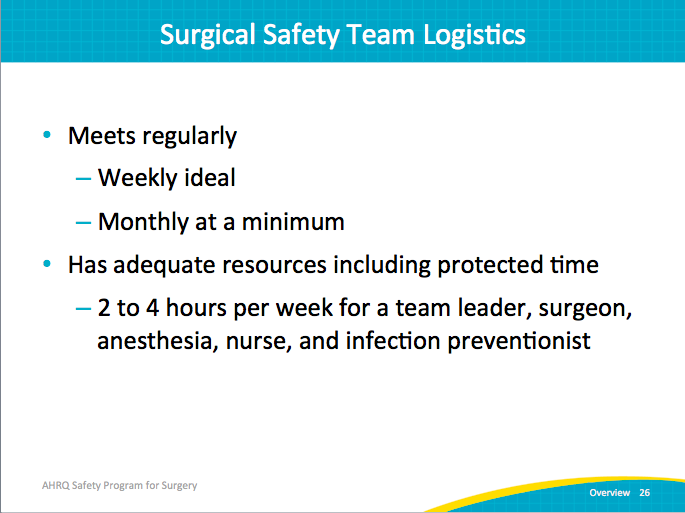 Surgical Safety Team Logistics
• Meets regularly
– Weekly ideal
– Monthly at a minimum
• Has adequate resources including protected time
– 2 to 4 hours per week for a team leader, surgeon,
anesthesia, nurse, and infection preventionist
AHRQ Safety Program for Surgery
Overview 26